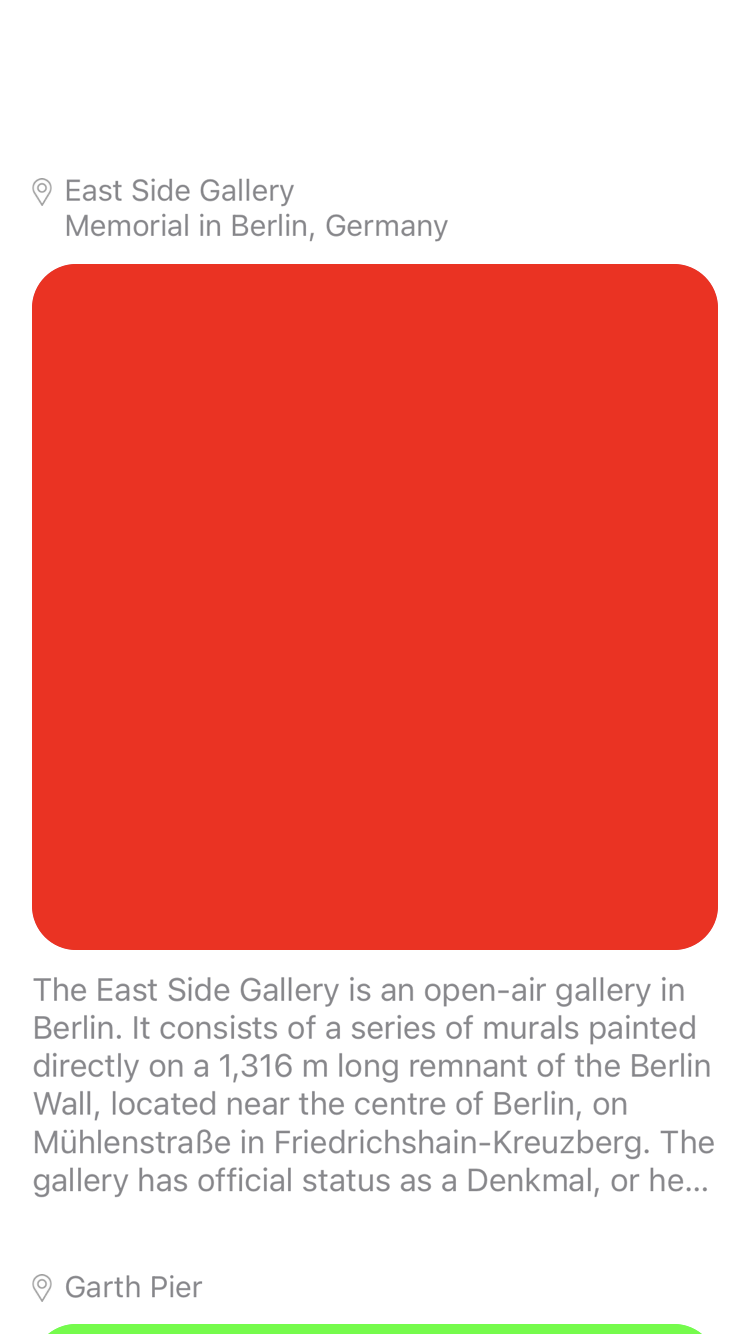 East Side Gallery
Memorial in Berlin, Germany
The East Side Gallery is an open-air gallery in
Berlin. It consists of a series of murals painted
directly on a 1,316 m long remnant of the Berlin
Wall, located near the centre of Berlin, on
Mühlenstraße in Friedrichshain-Kreuzberg. The
gallery has official status as a Denkmal, or he...
Garth Pier